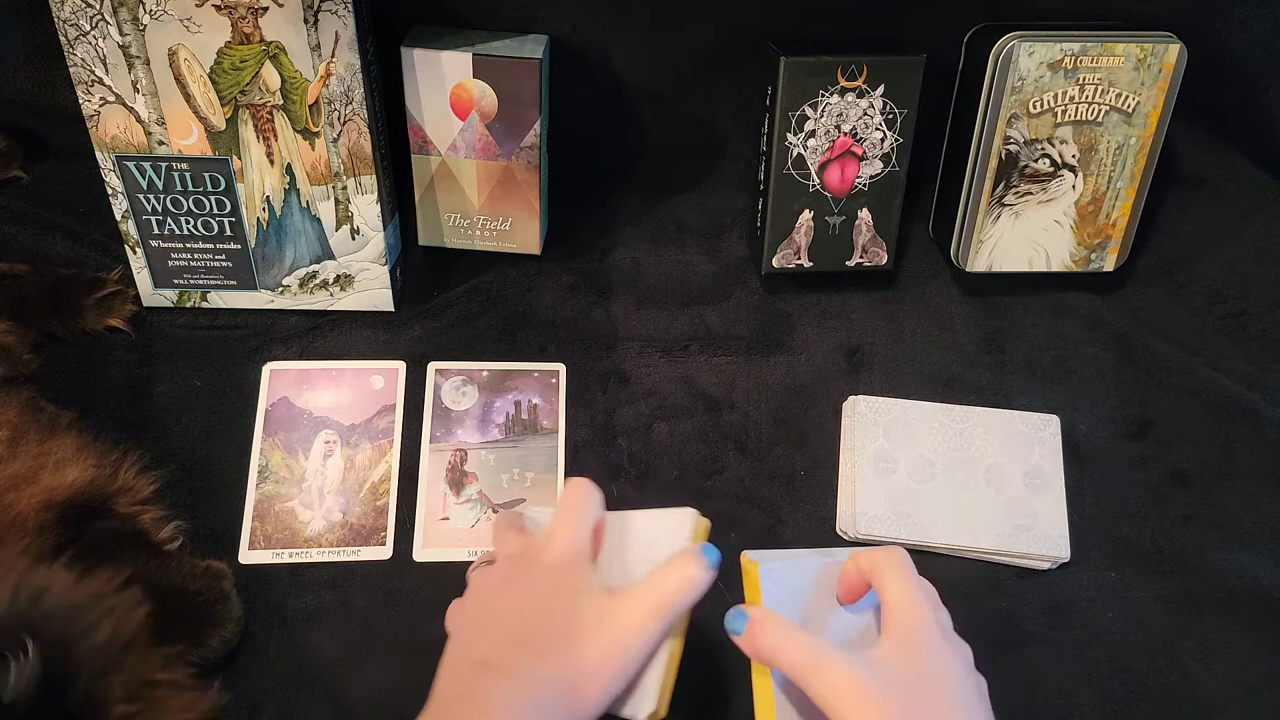 THE
WILD
WOOD
TAROT
Wherein wisdom resides
MARK RYAN and
JOHN MATTHEWS
WILL WORTHINGTON
The Field
TAROT
MJ CULLINANE
THE
GRIMALKIN
TAROT
THE WHEEL OF FORTUNE
SIX